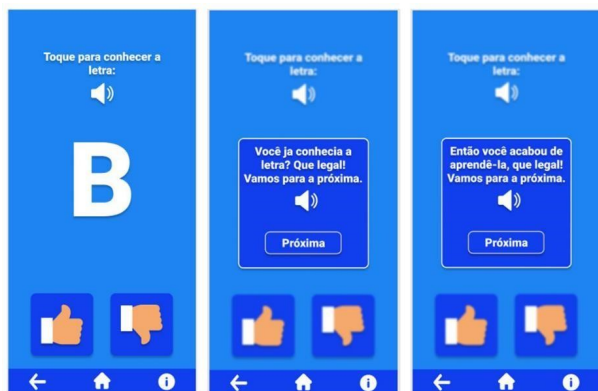 Toque para conhecer a
letra:
B
Toque para conhecer a
letra:
Você ja conhecia a
letra? Que legal!
Vamos para a próxima.
Próxima
Toque para conhecer a
letra:
Então você acabou de
aprendê-la, que legal!
Vamos para a próxima.
Próxima